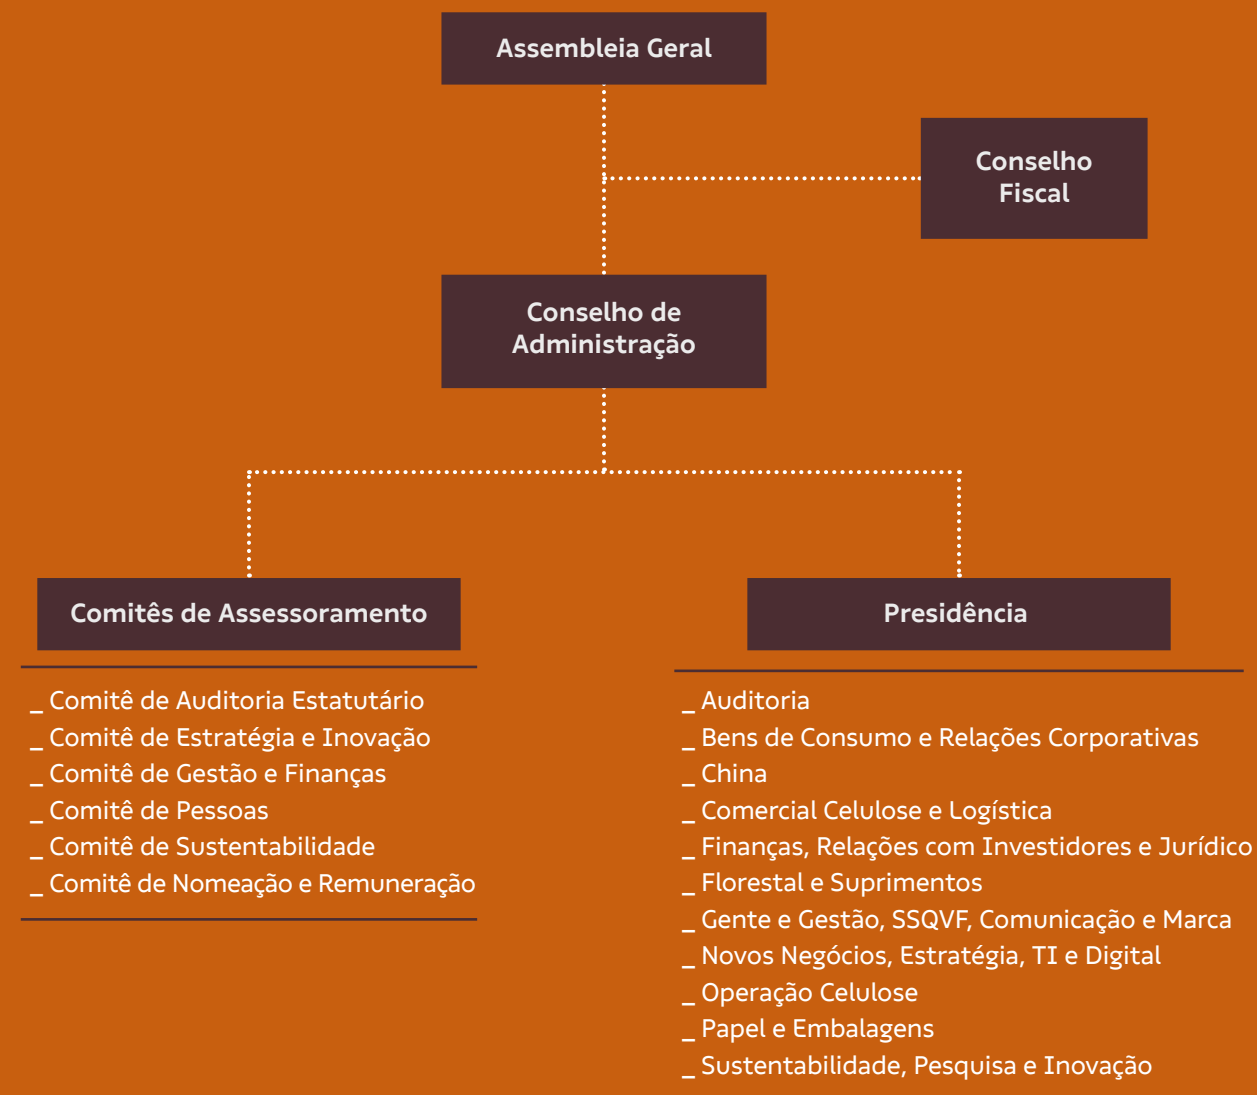 Assembleia Geral
Conselho
Fiscal
Conselho de
Administração
Comitês de Assessoramento
_ Comitê de Auditoria Estatutário
_ Comitê de Estratégia e Inovação
_ Comitê de Gestão e Finanças
_ Comitê de Pessoas
_ Comitê de Sustentabilidade
_ Comitê de Nomeação e Remuneração
Presidência
_ Auditoria
_ Bens de Consumo e Relações Corporativas
_ China
_ Comercial Celulose e Logística
_ Finanças, Relações com Investidores e Jurídico
_ Florestal e Suprimentos
_ Gente e Gestão, SSQVF, Comunicação e Marca
_ Novos Negócios, Estratégia, TI e Digital
_ Operação Celulose
_ Papel e Embalagens
_ Sustentabilidade, Pesquisa e Inovação